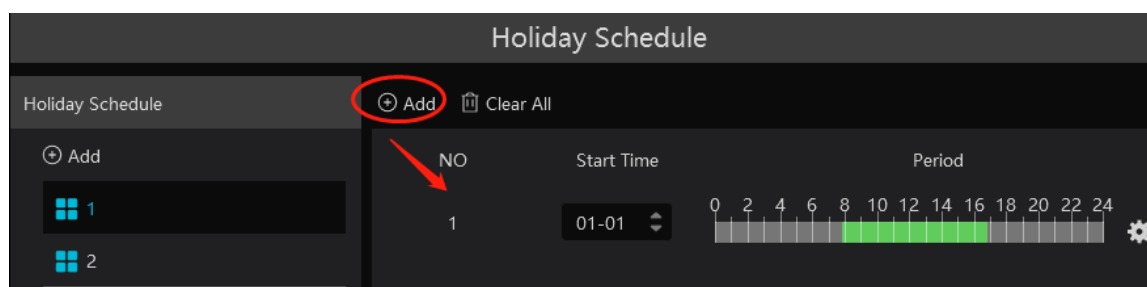 Holiday Schedule
Holiday Schedule
Add Clear All
Add
NO Start Time Period
1
1 01-01 0 2 4 6 8 10 12 14 16 18 20 22 24
2